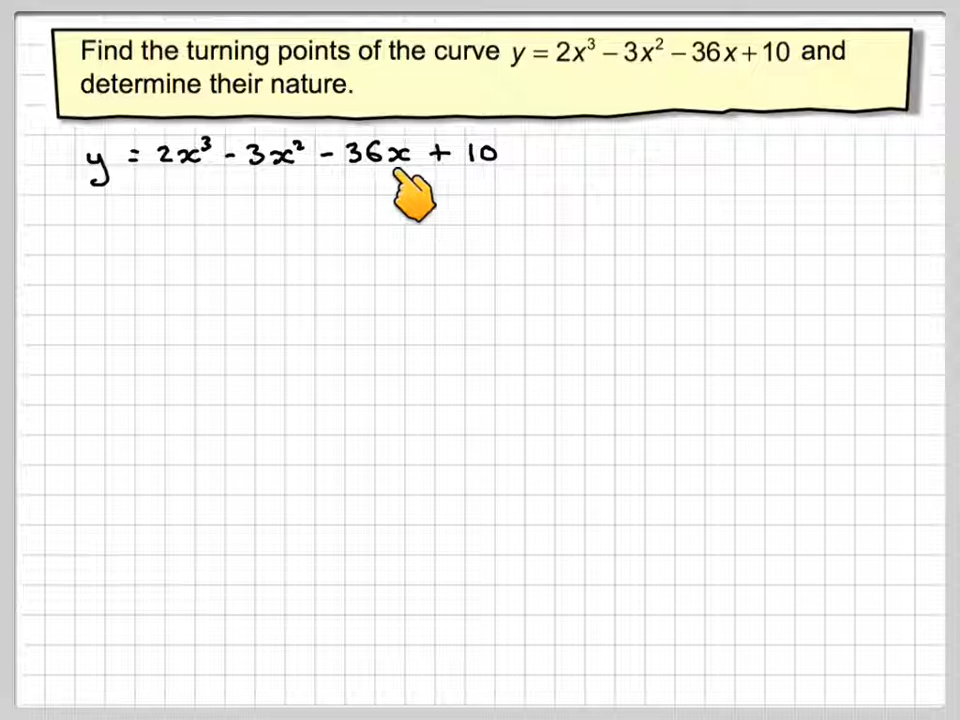 Find the turning points of the curve y = 2x³ – 3x² – 36x + 10 and
determine their nature.
y = 2x³ - 3x² - 36x + 10